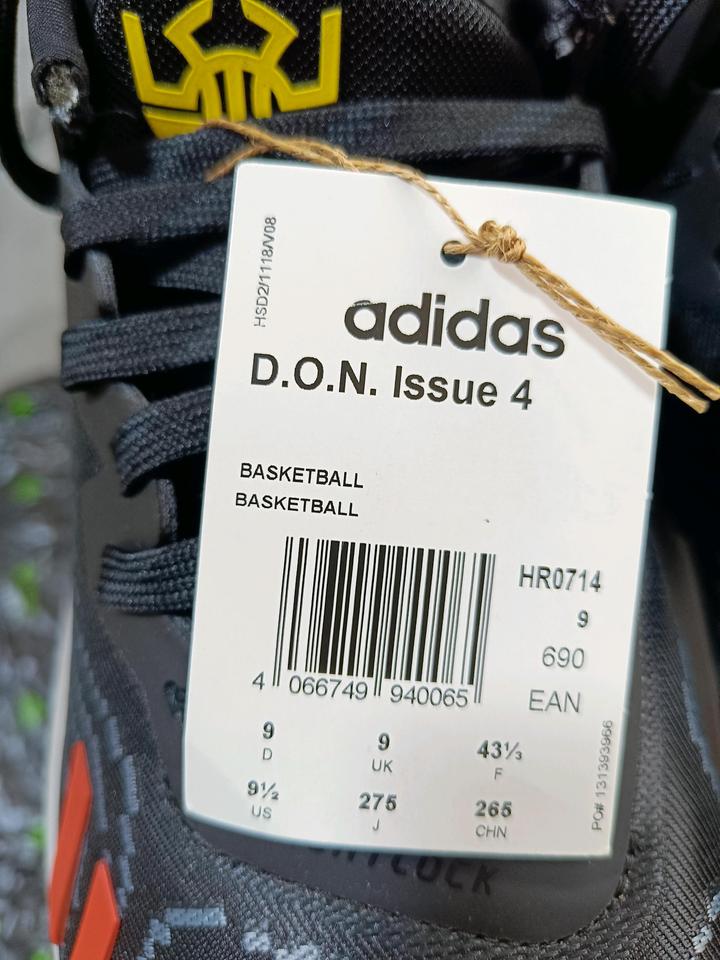 HSD2/1118/V08
adidas
D.O.N. Issue 4
BASKETBALL
BASKETBALL
HR0714
9
690
EAN
4 066749 940065
9
D
9
UK
43⅓
F
9½
US
275
J
265
CHN
PO# 131393966